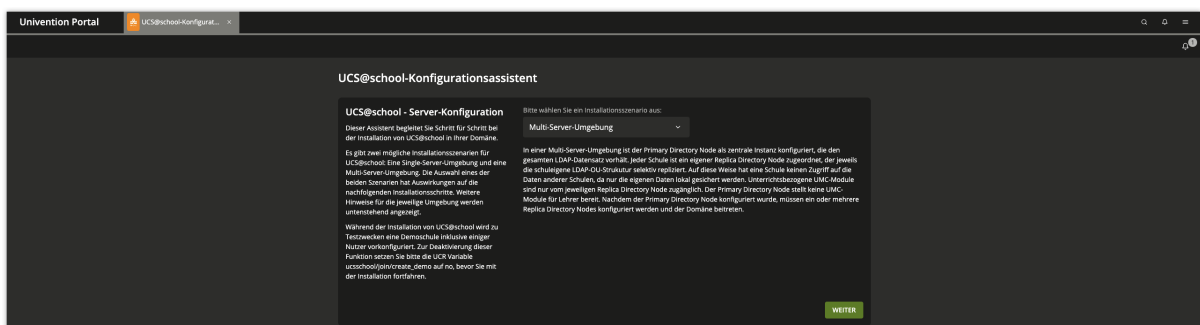 Univention Portal
UCS@school-Konfigurat... ×
1
UCS@school-Konfigurationsassistent
UCS@school - Server-Konfiguration
Dieser Assistent begleitet Sie Schritt für Schritt bei
der Installation von UCS@school in Ihrer Domäne.
Es gibt zwei mögliche Installationsszenarien für
UCS@school: Eine Single-Server-Umgebung und eine
Multi-Server-Umgebung. Die Auswahl eines der
beiden Szenarien hat Auswirkungen auf die
nachfolgenden Installationsschritte. Weitere
Hinweise für die jeweilige Umgebung werden
untenstehend angezeigt.
Während der Installation von UCS@school wird zu
Testzwecken eine Demoschule inklusive einiger
Nutzer vorkonfiguriert. Zur Deaktivierung dieser
Funktion setzen Sie bitte die UCR Variable
ucsschool/join/create_demo auf no, bevor Sie mit
der Installation fortfahren.
Bitte wählen Sie ein Installationsszenario aus:
Multi-Server-Umgebung
In einer Multi-Server-Umgebung ist der Primary Directory Node als zentrale Instanz konfiguriert, die den
gesamten LDAP-Datensatz vorhält. Jeder Schule ist ein eigener Replica Directory Node zugeordnet, der jeweils
die schuleigene LDAP-OU-Strukutur selektiv repliziert. Auf diese Weise hat eine Schule keinen Zugriff auf die
Daten anderer Schulen, da nur die eigenen Daten lokal gesichert werden. Unterrichtsbezogene UMC-Module
sind nur vom jeweiligen Replica Directory Node zugänglich. Der Primary Directory Node stellt keine UMC-
Module für Lehrer bereit. Nachdem der Primary Directory Node konfiguriert wurde, müssen ein oder mehrere
Replica Directory Nodes konfiguriert werden und der Domäne beitreten.
WEITER